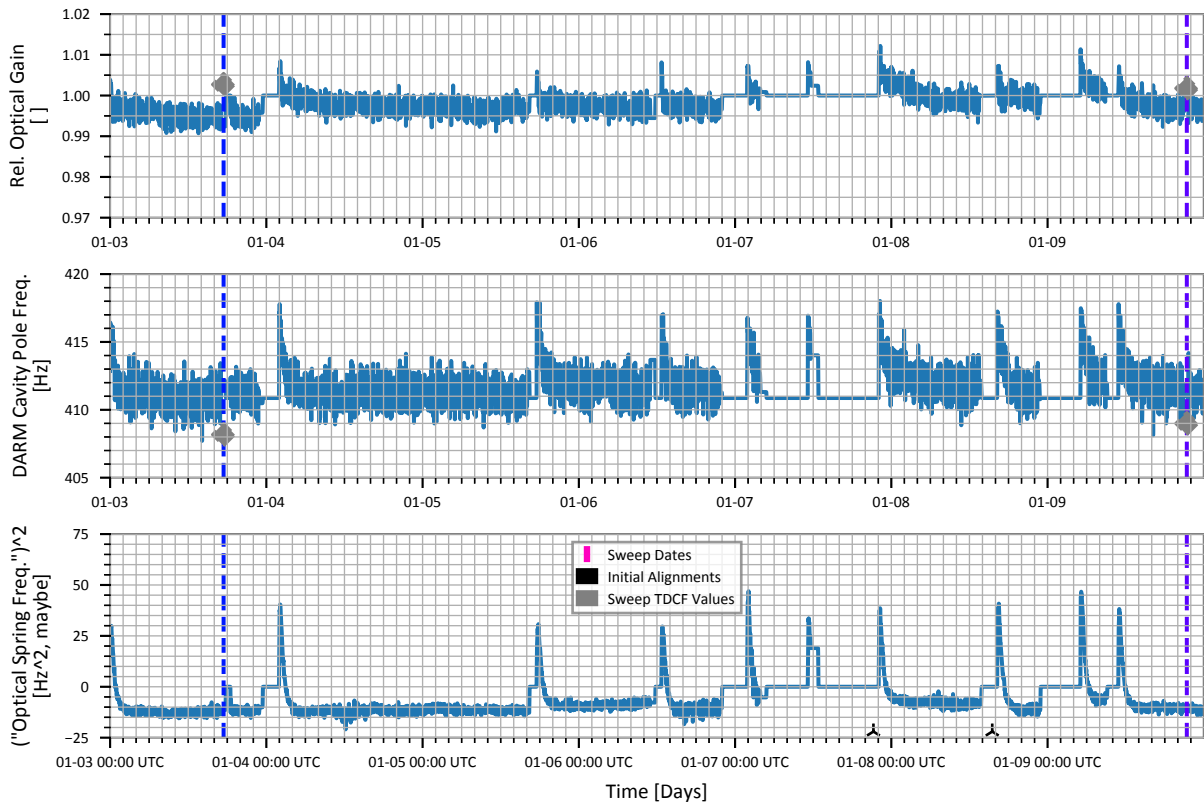 1.02
1.01
1.00
0.99
0.98
0.97
Rel. Optical Gain
[ ]
01-03 01-04 01-05 01-06 01-07 01-08 01-09
420
415
410
405
DARM Cavity Pole Freq.
[Hz]
01-03 01-04 01-05 01-06 01-07 01-08 01-09
75
50
25
0
−25
("Optical Spring Freq.")^2
[Hz^2, maybe]
Sweep Dates
Initial Alignments
Sweep TDCF Values
01-03 00:00 UTC 01-04 00:00 UTC 01-05 00:00 UTC 01-06 00:00 UTC 01-07 00:00 UTC 01-08 00:00 UTC 01-09 00:00 UTC
Time [Days]